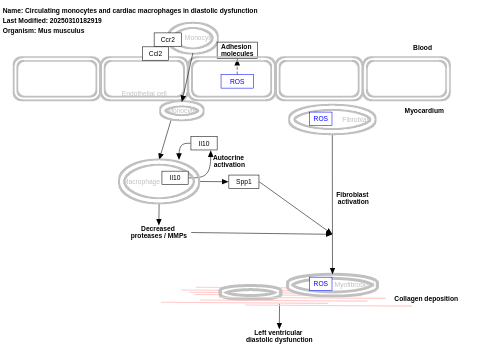 Name: Circulating monocytes and cardiac macrophages in diastolic dysfunction
Last Modified: 20250310182919
Organism: Mus musculus
Ccr2
Monocyte
Ccl2
Adhesion
molecules
Blood
ROS
Endothelial cell
Monocyte
Myocardium
ROS
Fibroblast
Il10
Autocrine
activation
Macrophage
Il10
Spp1
Fibroblast
activation
Decreased
proteases / MMPs
ROS
Myofibroblast
Collagen deposition
Left ventricular
diastolic dysfunction